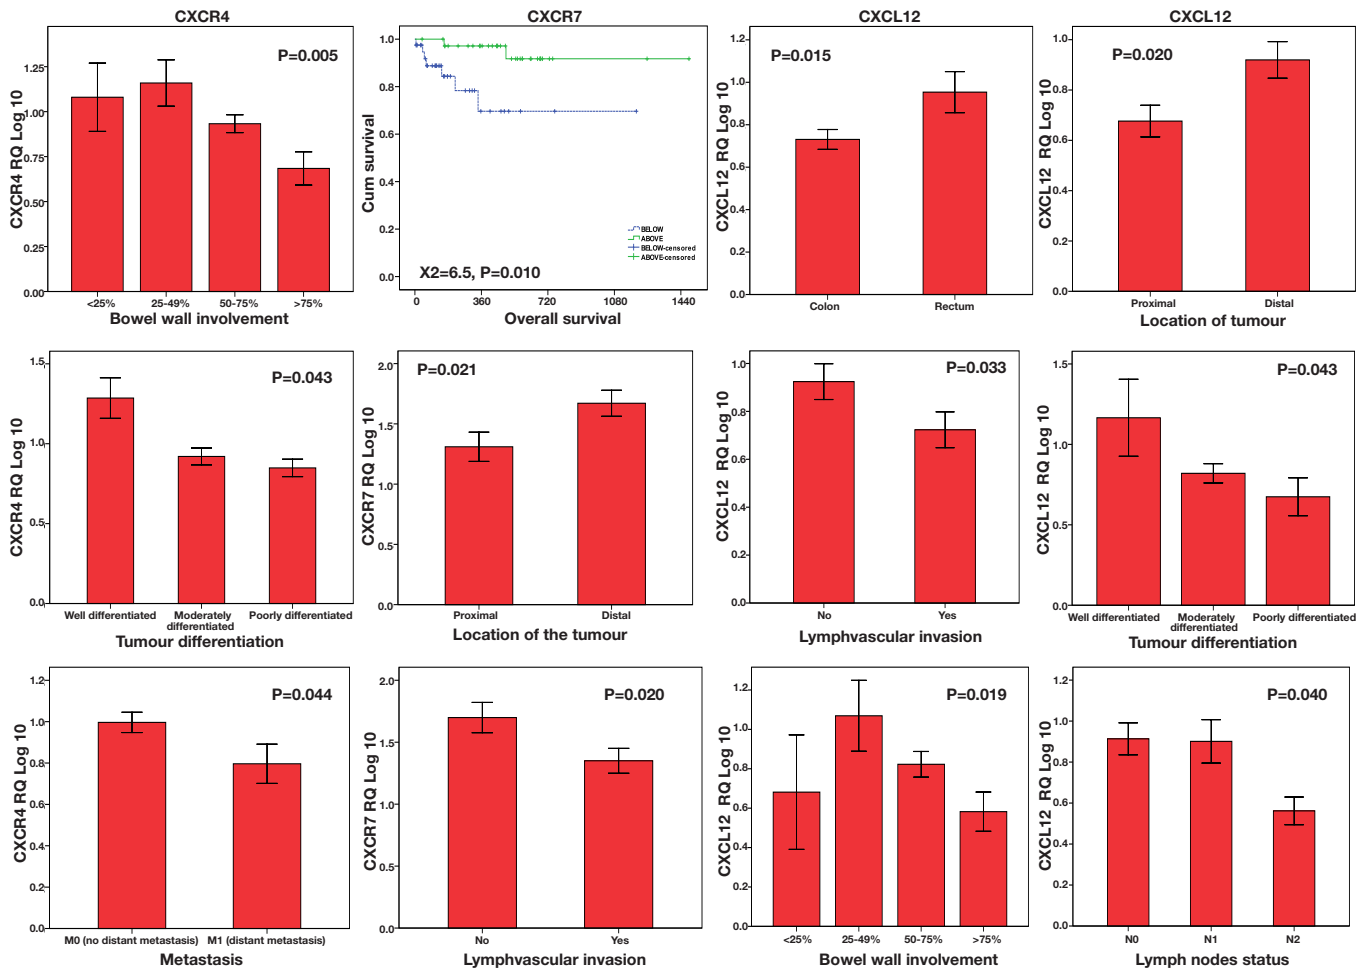 CXCR4
CXCR4 RQ Log 10
1.25
1.00
0.75
0.50
0.25
0.00
P=0.005
<25%
25-49%
50-75%
>75%
Bowel wall involvement
CXCR7
Cum survival
1.0
0.8
0.6
0.4
0.2
0.0
BELOW
ABOVE
BELOW-censored
ABOVE-censored
X2=6.5, P=0.010
0
360
720
1080
1440
Overall survival
CXCL12
CXCL12 RQ Log 10
1.2
1.0
0.8
0.6
0.4
0.2
0.0
P=0.015
Colon
Rectum
CXCL12
CXCL12 RQ Log 10
1.0
0.8
0.6
0.4
0.2
0.0
P=0.020
Proximal
Distal
Location of tumour
CXCR4 RQ Log 10
1.5
1.0
0.5
0.0
P=0.043
Well differentiated
Moderately
differentiated
Poorly differentiated
Tumour differentiation
CXCR7 RQ Log 10
2.0
1.5
1.0
0.5
0.0
P=0.021
Proximal
Distal
Location of the tumour
CXCL12 RQ Log 10
1.0
0.8
0.6
0.4
0.2
0.0
P=0.033
No
Yes
Lymphvascular invasion
CXCL12 RQ Log 10
1.5
1.0
0.5
0.0
P=0.043
Well differentiated
Moderately
differentiated
Poorly differentiated
Tumour differentiation
CXCR4 RQ Log 10
1.2
1.0
0.8
0.6
0.4
0.2
0.0
P=0.044
M0 (no distant metastasis)
M1 (distant metastasis)
Metastasis
CXCR7 RQ Log 10
2.0
1.5
1.0
0.5
0.0
P=0.020
No
Yes
Lymphvascular invasion
CXCL12 RQ Log 10
1.2
1.0
0.8
0.6
0.4
0.2
0.0
P=0.019
<25%
25-49%
50-75%
>75%
Bowel wall involvement
CXCL12 RQ Log 10
1.2
1.0
0.8
0.6
0.4
0.2
0.0
P=0.040
N0
N1
N2
Lymph nodes status